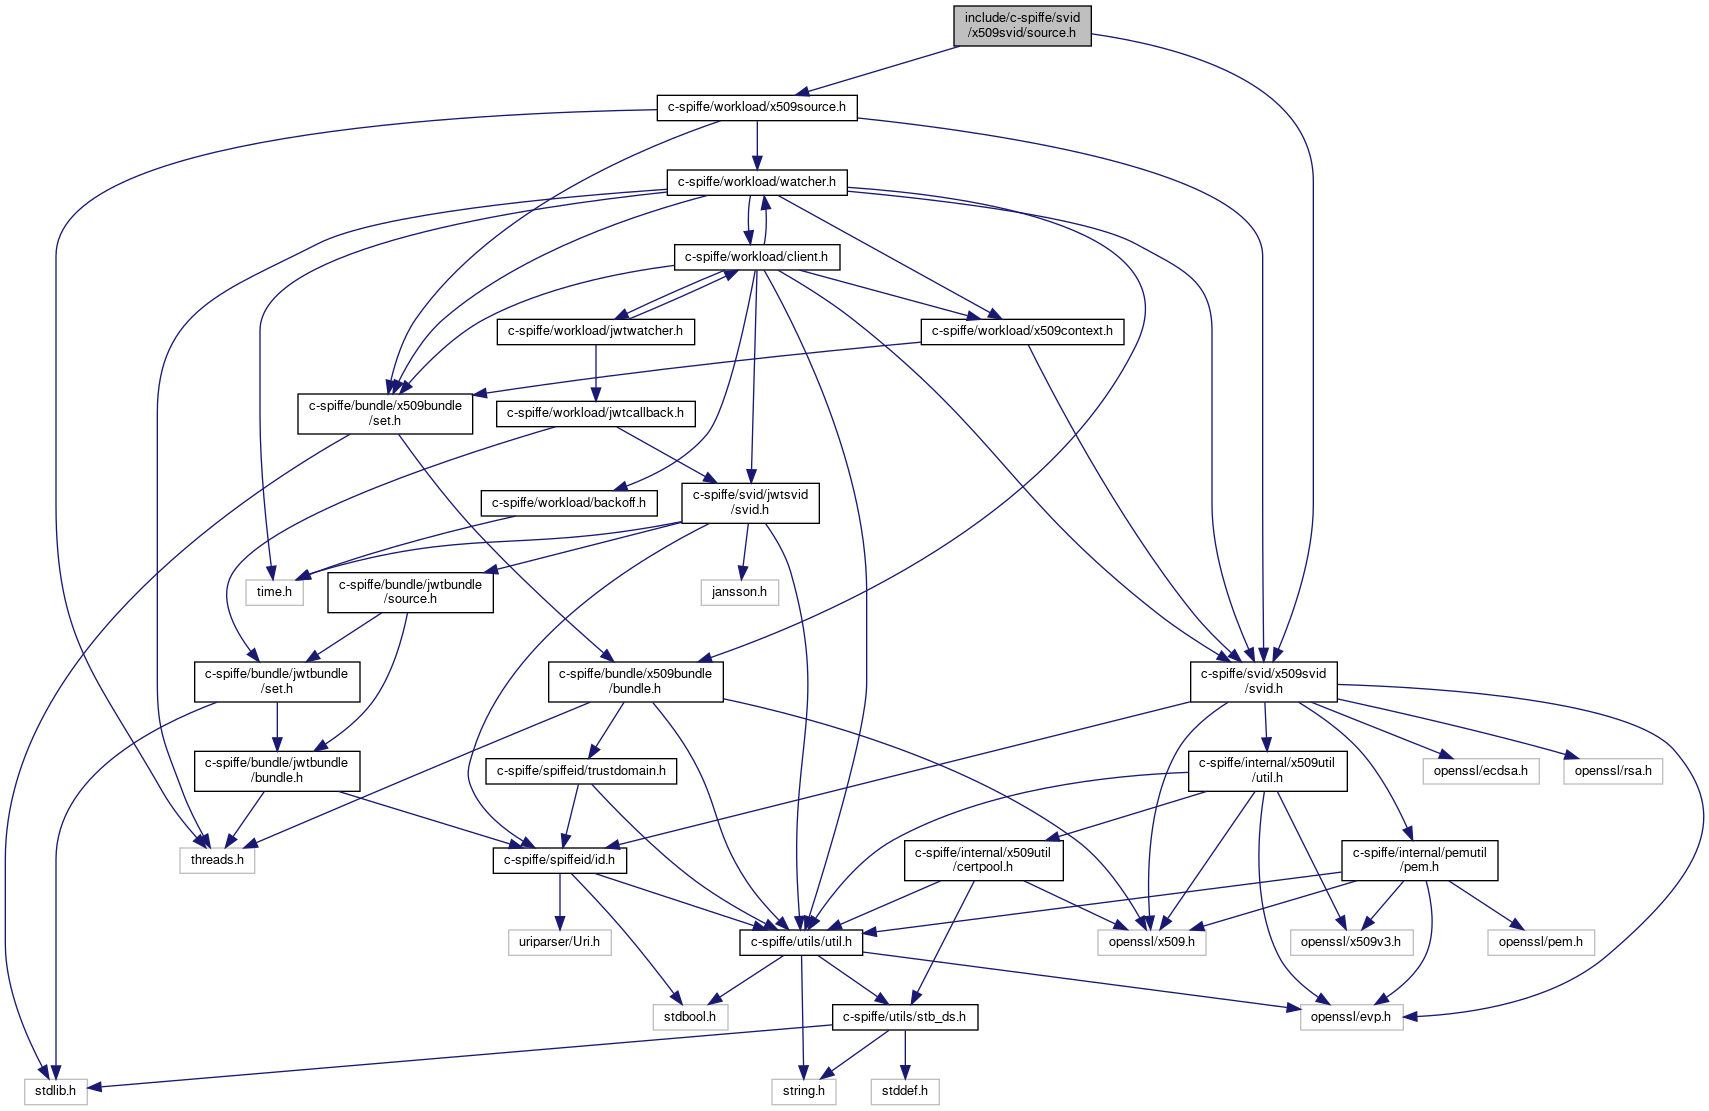 include/c-spiffe/svid
/x509svid/source.h
c-spiffe/workload/x509source.h
c-spiffe/workload/watcher.h
c-spiffe/workload/client.h
c-spiffe/workload/jwtwatcher.h
c-spiffe/workload/x509context.h
c-spiffe/bundle/x509bundle
/set.h
c-spiffe/workload/jwtcallback.h
c-spiffe/workload/backoff.h
c-spiffe/svid/jwtsvid
/svid.h
time.h
c-spiffe/bundle/jwtbundle
/source.h
jansson.h
c-spiffe/bundle/jwtbundle
/set.h
c-spiffe/bundle/x509bundle
/bundle.h
c-spiffe/svid/x509svid
/svid.h
c-spiffe/bundle/jwtbundle
/bundle.h
c-spiffe/spiffeid/trustdomain.h
c-spiffe/internal/x509util
/util.h
openssl/ecdsa.h
openssl/rsa.h
threads.h
c-spiffe/spiffeid/id.h
c-spiffe/internal/x509util
/certpool.h
c-spiffe/internal/pemutil
/pem.h
uriparser/Uri.h
c-spiffe/utils/util.h
openssl/x509.h
openssl/x509v3.h
openssl/pem.h
stdbool.h
c-spiffe/utils/stb_ds.h
openssl/evp.h
stdlib.h
string.h
stddef.h